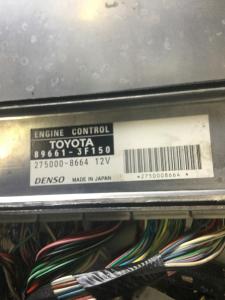 ENGINE CONTROL
TOYOTA
89661-3F150
275000-8664 12V
DENSO MADE IN JAPAN
*2750008664*